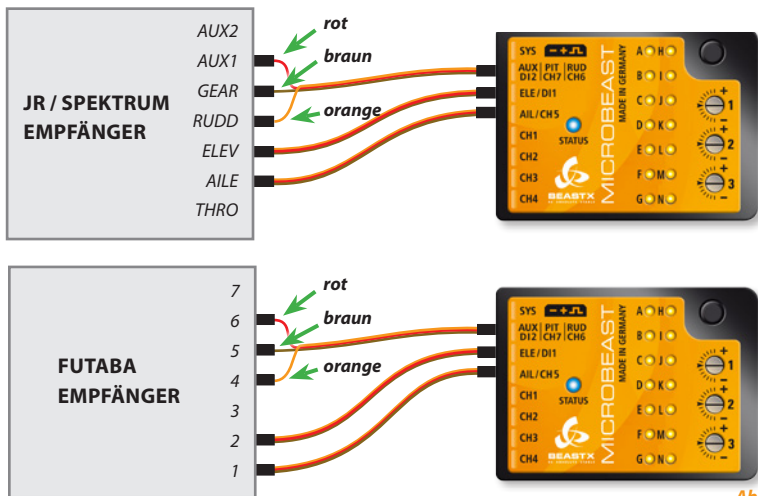 JR / SPEKTRUM
EMPFÄNGER
AUX2
AUX1
GEAR
RUDD
ELEV
AILE
THRO
rot
braun
orange
SYS
AUX PIT RUD
DI2 CH7 CH6
ELE/DI1
AIL/CH5
CH1
CH2
CH3
CH4
STATUS
BEASTX
MICROBEAST
MADE IN GERMANY
A H
B I
C J
D K
E L
F M
G N
+ 1 −
+ 2 −
+ 3 −
FUTABA
EMPFÄNGER
7
6
5
4
3
2
1
rot
braun
orange
SYS
AUX PIT RUD
DI2 CH7 CH6
ELE/DI1
AIL/CH5
CH1
CH2
CH3
CH4
STATUS
BEASTX
MICROBEAST
MADE IN GERMANY
A H
B I
C J
D K
E L
F M
G N
+ 1 −
+ 2 −
+ 3 −